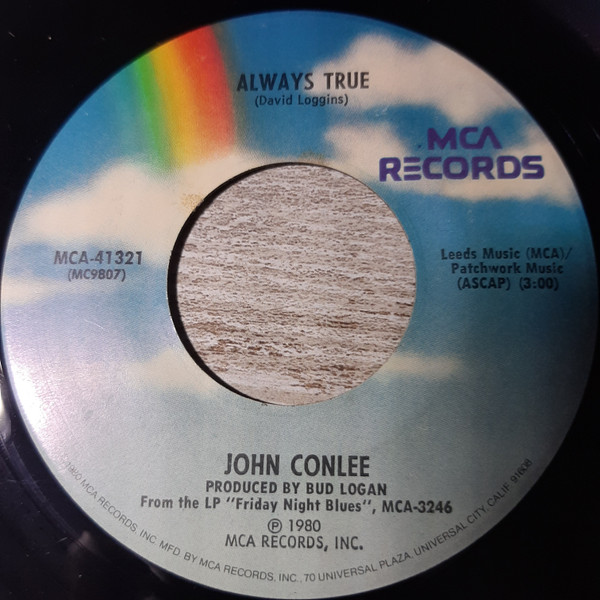 ALWAYS TRUE
(David Loggins)
MCA
RECORDS
MCA-41321
(MC9807)
Leeds Music (MCA)/
Patchwork Music
(ASCAP) (3:00)
JOHN CONLEE
PRODUCED BY BUD LOGAN
From the LP "Friday Night Blues", MCA-3246
℗ 1980
MCA RECORDS, INC.
©1980 MCA RECORDS, INC. MFD. BY MCA RECORDS, INC., 70 UNIVERSAL PLAZA, UNIVERSAL CITY, CALIF. 91608